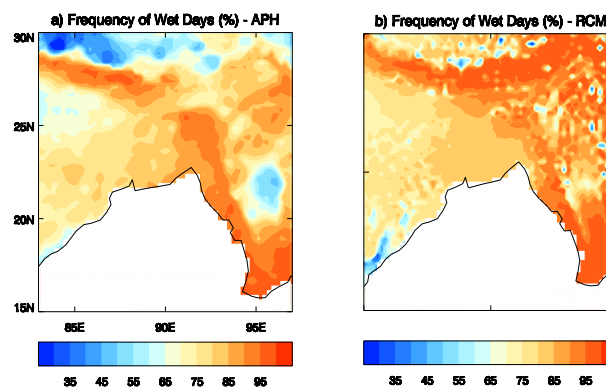 a) Frequency of Wet Days (%) - APH
b) Frequency of Wet Days (%) - RCM
30N
25N
20N
15N
85E 90E 95E
35 45 55 65 75 85 95
35 45 55 65 75 85 95